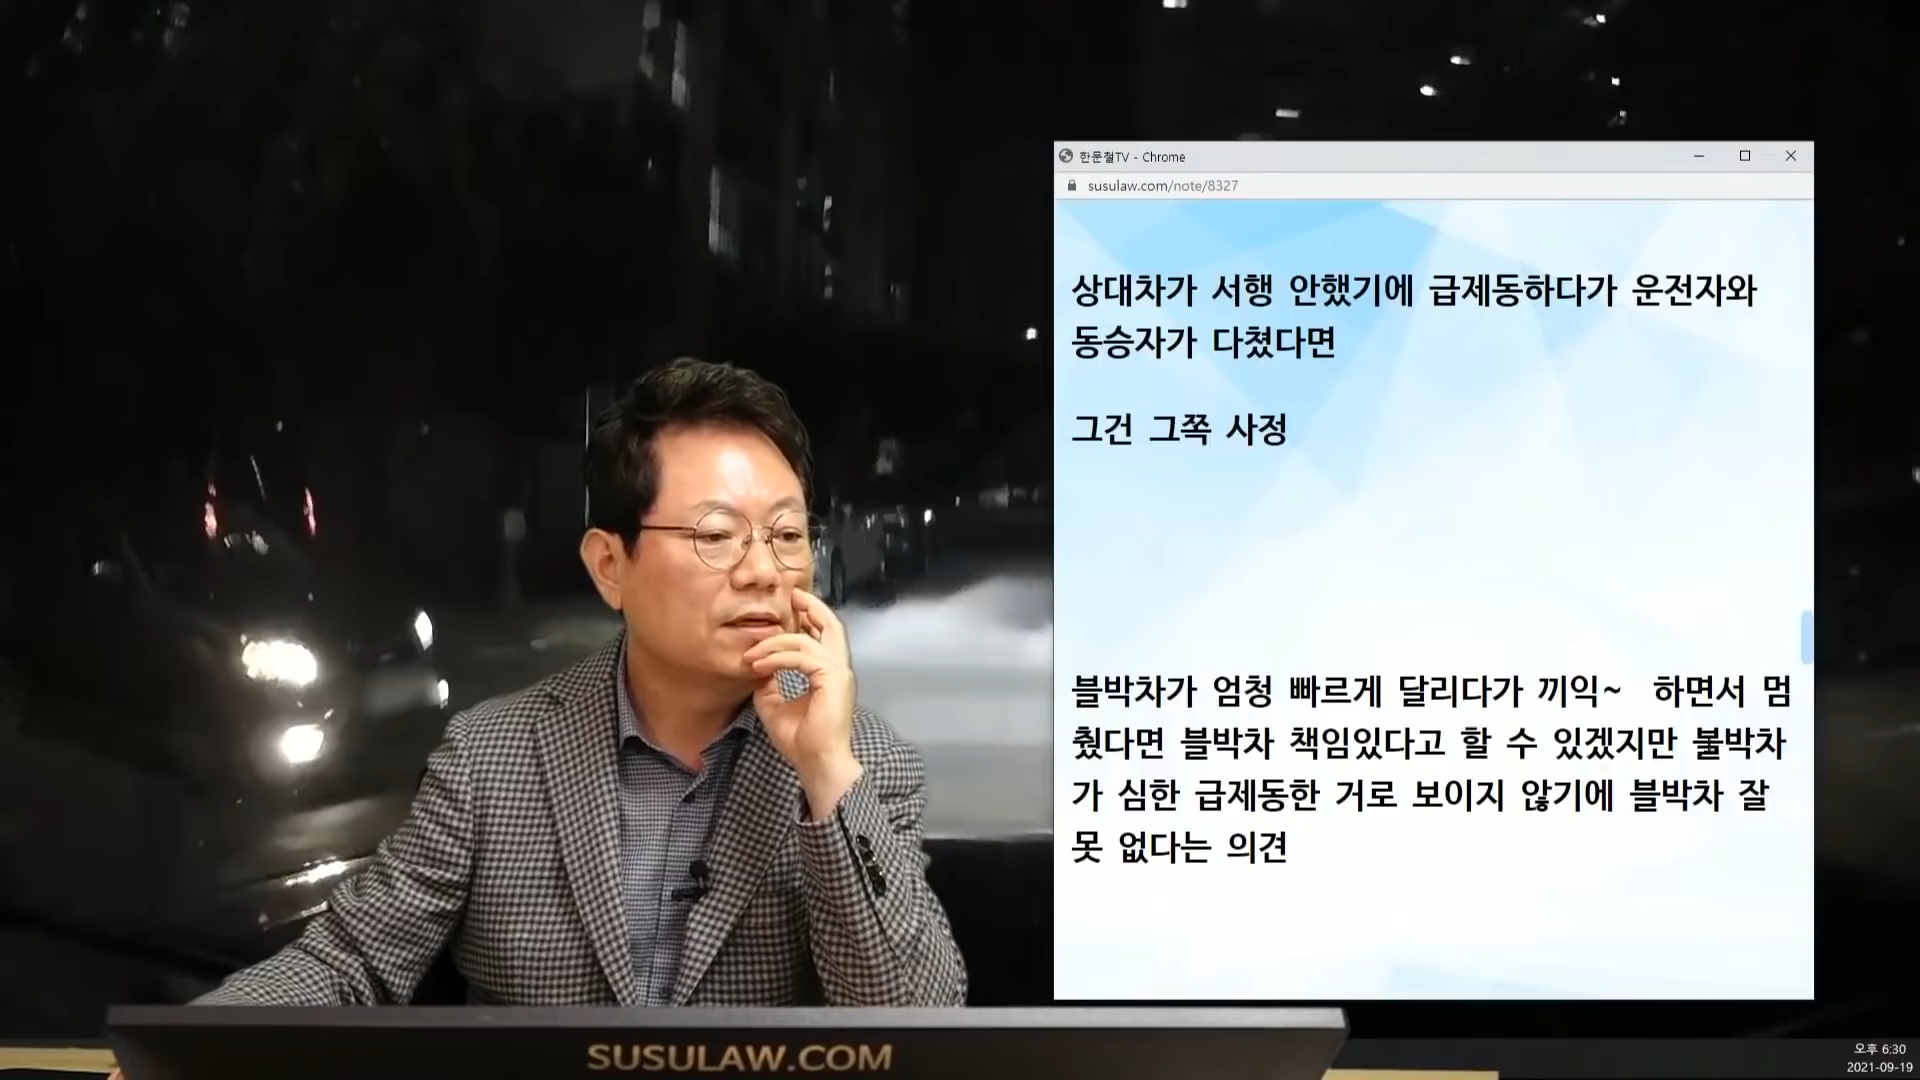 한문철TV - Chrome
susulaw.com/note/8327
상대차가 서행 안했기에 급제동하다가 운전자와
동승자가 다쳤다면
그건 그쪽 사정
블박차가 엄청 빠르게 달리다가 끼익~ 하면서 멈
췄다면 블박차 책임있다고 할 수 있겠지만 불박차
가 심한 급제동한 거로 보이지 않기에 블박차 잘
못 없다는 의견
SUSULAW.COM
오후 6:30
2021-09-19